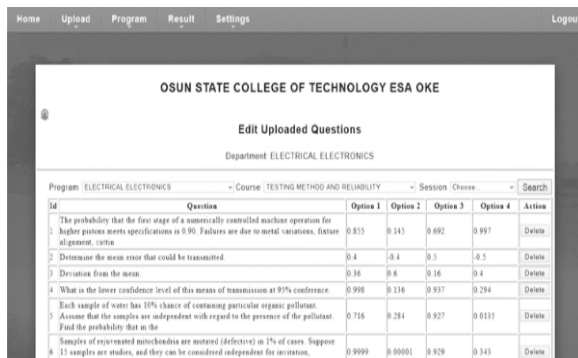 Home Upload Program Result Settings Logou
OSUN STATE COLLEGE OF TECHNOLOGY ESA OKE
Edit Uploaded Questions
Department ELECTRICAL ELECTRONICS
Program ELECTRICAL ELECTRONICS Course TESTING METHOD AND RELIABILITY Session Choose... Search
Id Question Option 1 Option 2 Option 3 Option 4 Action
The probability that the first stage of a numerically controlled machine operation for
1 higher pistons meets specifications is 0.90. Failures are due to metal variations, fixture 0.855 0.145 0.692 0.997 Delete
alignment, cuttin
2 Determine the mean error that could be transmitted. 0.4 -0.4 0.5 -0.5 Delete
3 Deviation from the mean. 0.36 0.6 0.16 0.4 Delete
4 What is the lower confidence level of this means of transmission at 95% conference. 0.998 0.136 0.937 0.294 Delete
Each sample of water has 10% chance of containing particular organic pollutant.
5 Assume that the samples are independent with regard to the presence of the pollutant. 0.716 0.284 0.927 0.0135 Delete
Find the probability that in the
Samples of rejuvenated mitochondria are mutated (defective) in 1% of cases. Suppose
6 15 samples are studies, and they can be considered independent for invitation, 0.9999 0.00001 0.929 0.343 Delete